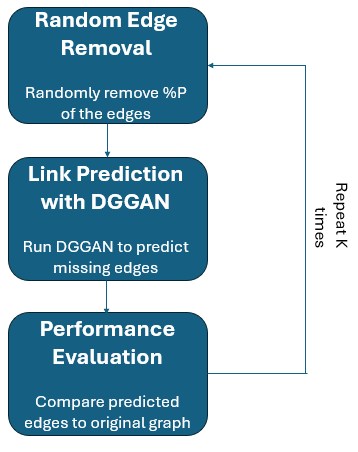 Random Edge
Removal
Randomly remove %P
of the edges
Link Prediction
with DGGAN
Run DGGAN to predict
missing edges
Performance
Evaluation
Compare predicted
edges to original graph
Repeat K
times